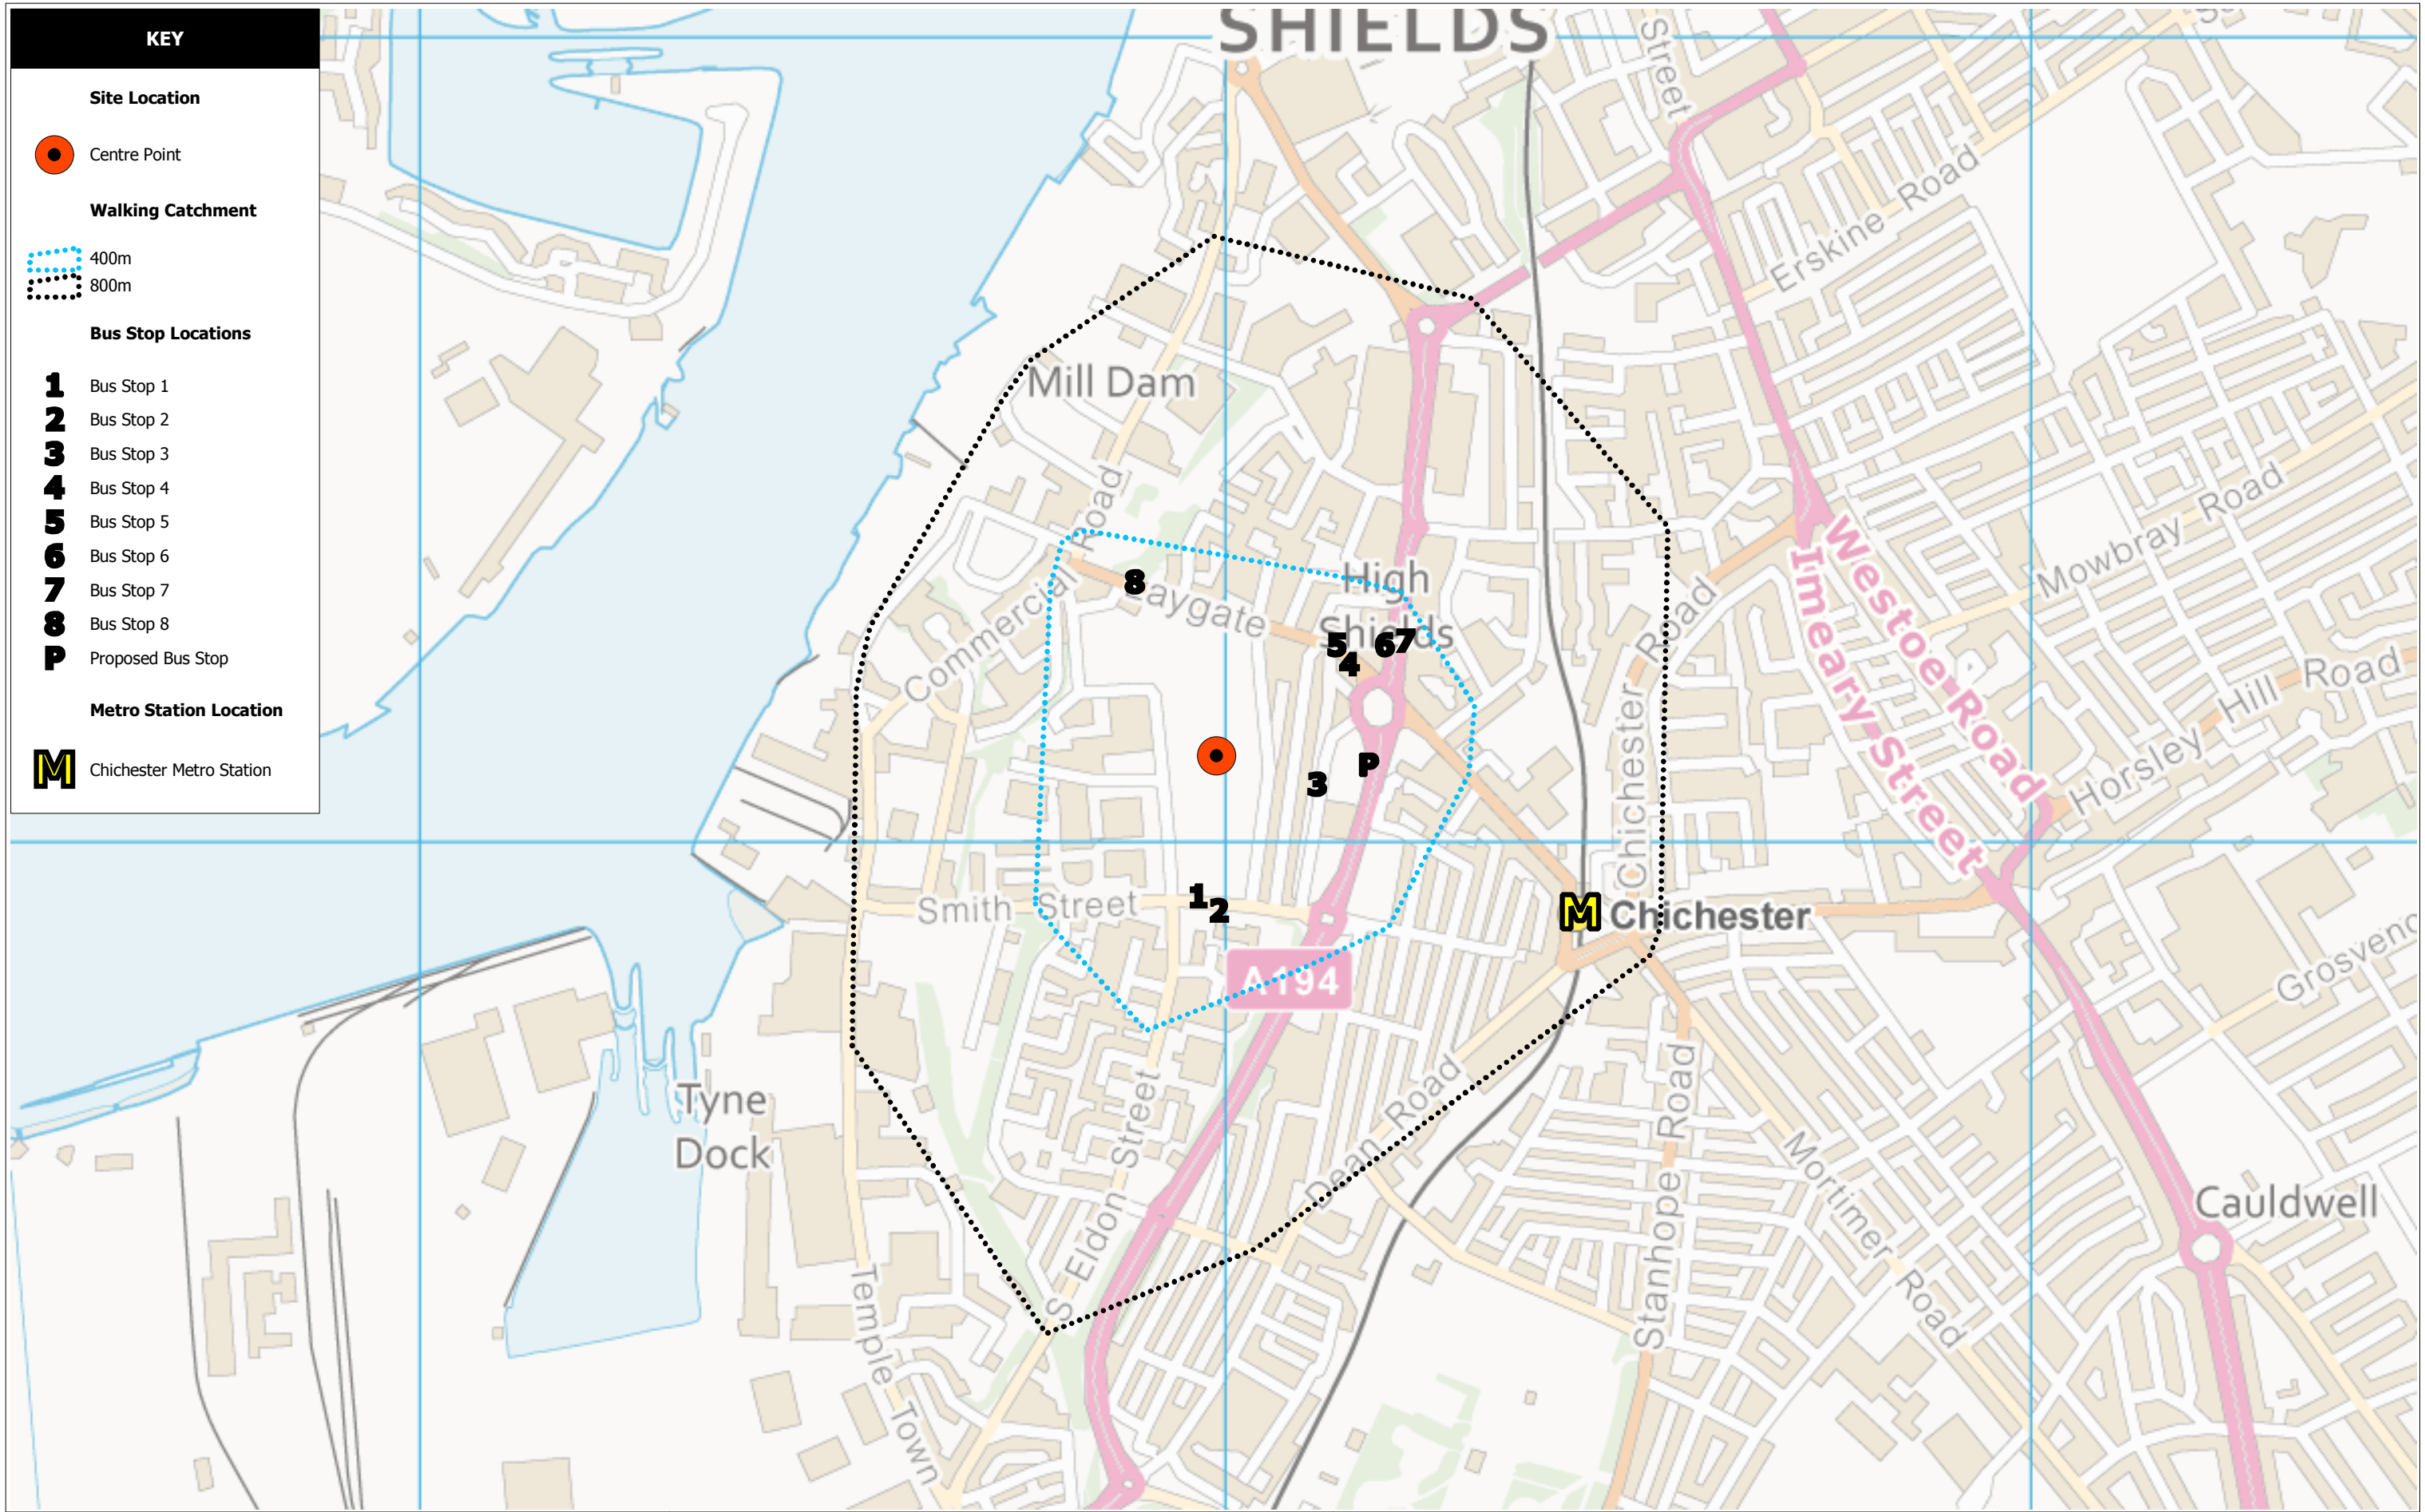 KEY
Site Location
Centre Point
Walking Catchment
400m
800m
Bus Stop Locations
1 Bus Stop 1
2 Bus Stop 2
3 Bus Stop 3
4 Bus Stop 4
5 Bus Stop 5
6 Bus Stop 6
7 Bus Stop 7
8 Bus Stop 8
P Proposed Bus Stop
Metro Station Location
M Chichester Metro Station
SHIELDS
Street
Erskine Road
Mill Dam
Road
Mowbray Road
Westoe Road
Imeary Street
High
Shields
8
Laygate
5
6
7
4
Commercial
Road
Chichester
Horsley Hill Road
P
3
1
2
Smith Street
M Chichester
A194
Tyne
Dock
S Eldon Street
Dean Road
Stanhope Road
Mortimer Road
Cauldwell
Temple Town